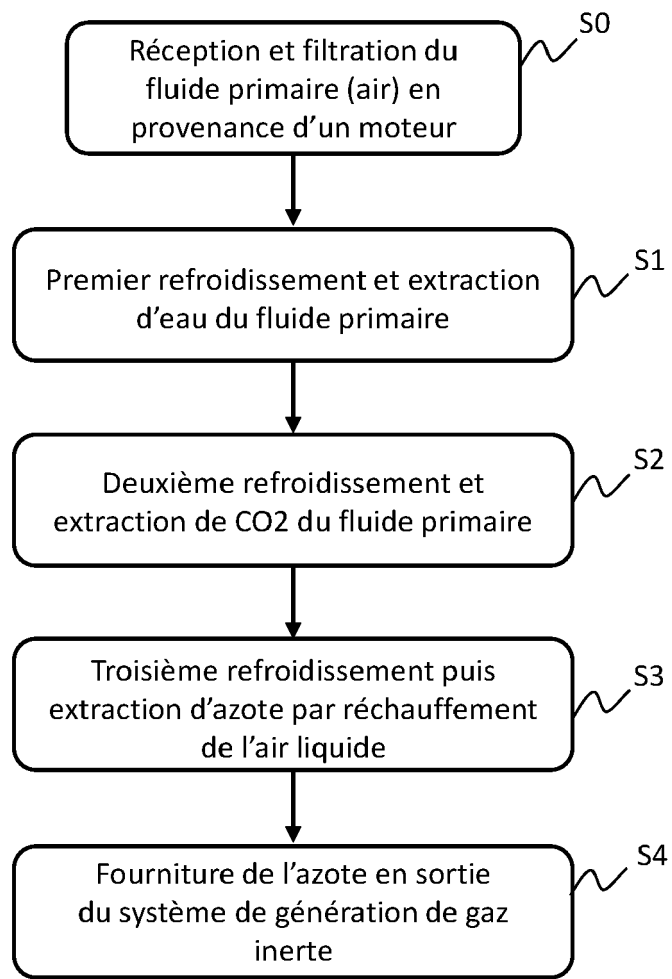 Réception et filtration du
fluide primaire (air) en
provenance d'un moteur
S0
Premier refroidissement et extraction
d'eau du fluide primaire
S1
Deuxième refroidissement et
extraction de CO2 du fluide primaire
S2
Troisième refroidissement puis
extraction d'azote par réchauffement
de l'air liquide
S3
Fourniture de l'azote en sortie
du système de génération de gaz
inerte
S4